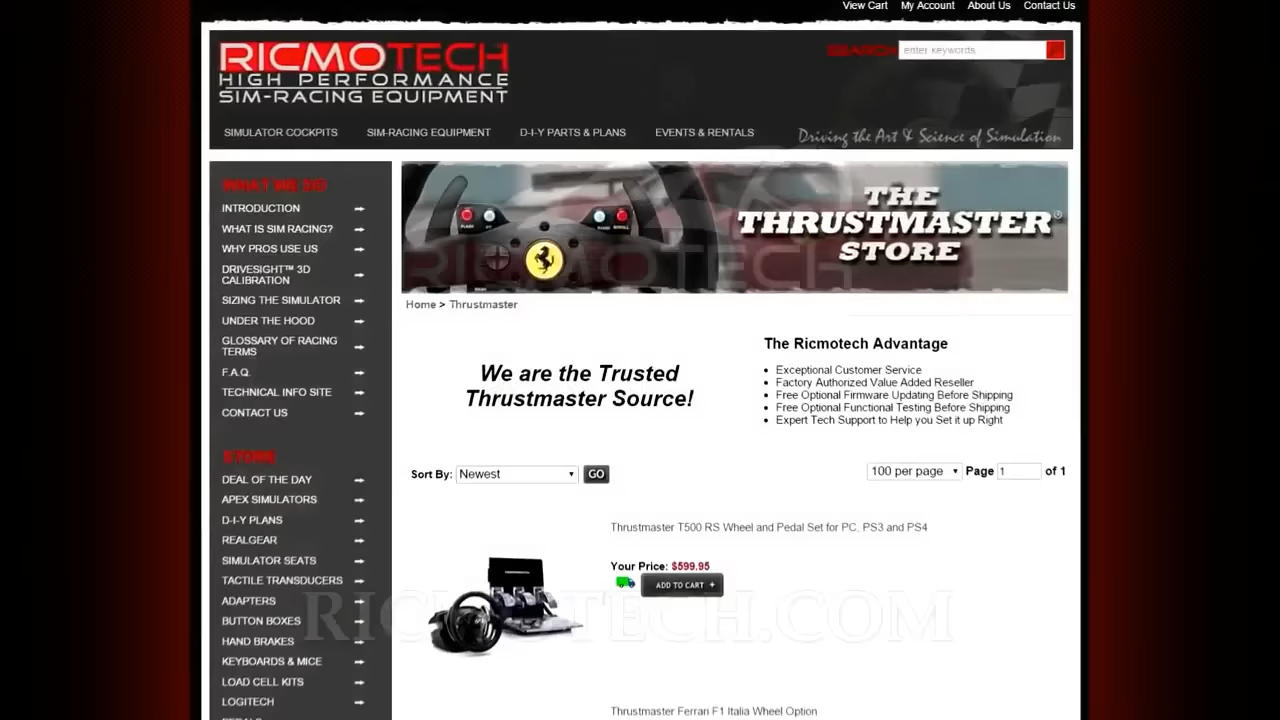 View Cart My Account About Us Contact Us
RICMOTECH
HIGH PERFORMANCE
SIM-RACING EQUIPMENT
SEARCH enter keywords
SIMULATOR COCKPITS SIM-RACING EQUIPMENT D-I-Y PARTS & PLANS EVENTS & RENTALS
Driving the Art & Science of Simulation
WHAT WE DO
INTRODUCTION
WHAT IS SIM RACING?
WHY PROS USE US
DRIVESIGHT™ 3D
CALIBRATION
SIZING THE SIMULATOR
UNDER THE HOOD
GLOSSARY OF RACING
TERMS
F.A.Q.
TECHNICAL INFO SITE
CONTACT US
STORE
DEAL OF THE DAY
APEX SIMULATORS
D-I-Y PLANS
REALGEAR
SIMULATOR SEATS
TACTILE TRANSDUCERS
ADAPTERS
BUTTON BOXES
HAND BRAKES
KEYBOARDS & MICE
LOAD CELL KITS
LOGITECH
PEDALS
THE
THRUSTMASTER®
STORE
RICMOTECH
Home > Thrustmaster
We are the Trusted
Thrustmaster Source!
The Ricmotech Advantage
• Exceptional Customer Service
• Factory Authorized Value Added Reseller
• Free Optional Firmware Updating Before Shipping
• Free Optional Functional Testing Before Shipping
• Expert Tech Support to Help you Set it up Right
Sort By: Newest GO
100 per page Page 1 of 1
Thrustmaster T500 RS Wheel and Pedal Set for PC, PS3 and PS4
Your Price: $599.95
ADD TO CART +
RICMOTECH.COM
Thrustmaster Ferrari F1 Italia Wheel Option